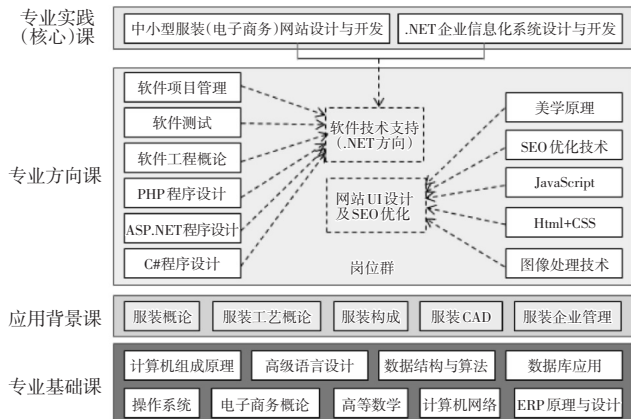 专业实践
(核心)课
中小型服装(电子商务)网站设计与开发
.NET企业信息化系统设计与开发
专业方向课
软件项目管理
软件测试
软件工程概论
PHP程序设计
ASP.NET程序设计
C#程序设计
软件技术支持
(.NET方向)
网站UI设计
及SEO优化
岗位群
美学原理
SEO优化技术
JavaScript
Html+CSS
图像处理技术
应用背景课
服装概论
服装工艺概论
服装构成
服装CAD
服装企业管理
专业基础课
计算机组成原理
高级语言设计
数据结构与算法
数据库应用
操作系统
电子商务概论
高等数学
计算机网络
ERP原理与设计